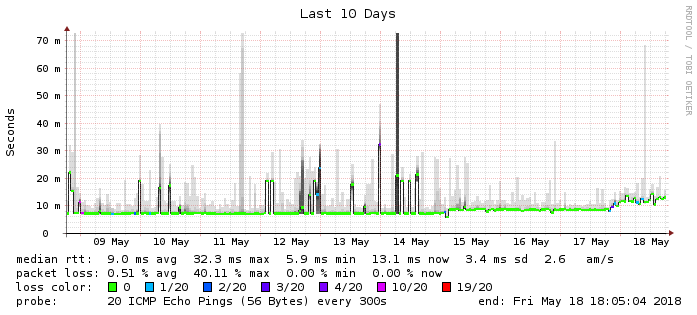 Last 10 Days
RRDTOOL / TOBI OETIKER
Seconds
70 m
60 m
50 m
40 m
30 m
20 m
10 m
0
09 May 10 May 11 May 12 May 13 May 14 May 15 May 16 May 17 May 18 May
median rtt: 9.0 ms avg 32.3 ms max 5.9 ms min 13.1 ms now 3.4 ms sd 2.6 am/s
packet loss: 0.51 % avg 40.11 % max 0.00 % min 0.00 % now
loss color: 0 1/20 2/20 3/20 4/20 10/20 19/20
probe: 20 ICMP Echo Pings (56 Bytes) every 300s end: Fri May 18 18:05:04 2018